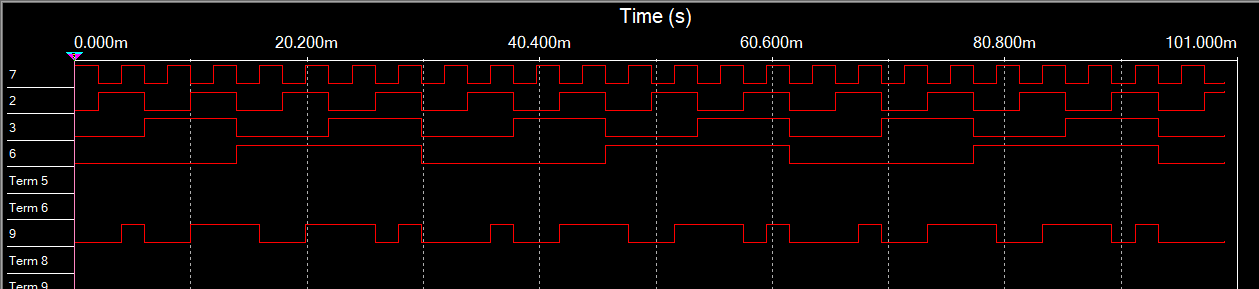 Time (s)
0.000m 20.200m 40.400m 60.600m 80.800m 101.000m
7
2
3
6
Term 5
Term 6
9
Term 8
Term 9